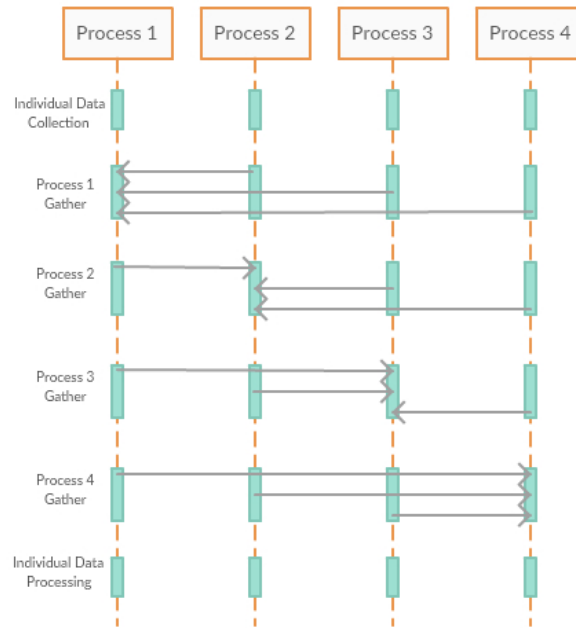 Process 1
Process 2
Process 3
Process 4
Individual Data
Collection
Process 1
Gather
Process 2
Gather
Process 3
Gather
Process 4
Gather
Individual Data
Processing